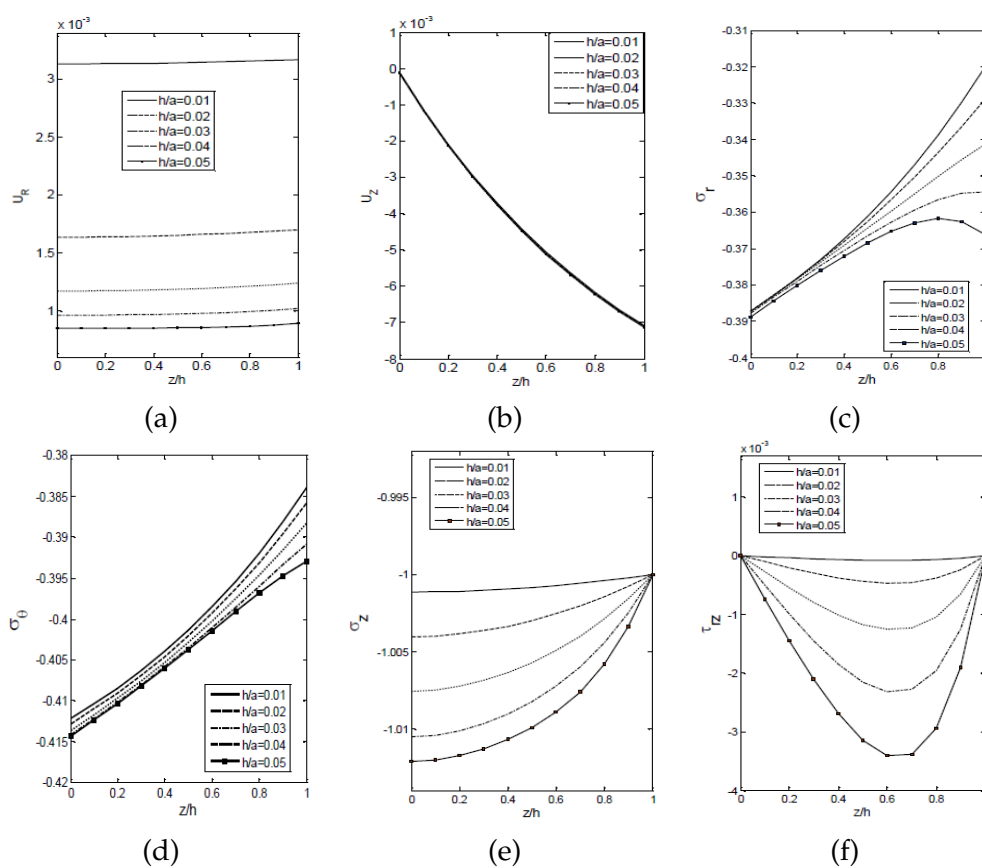 x 10⁻³
U_R
3
2.5
2
1.5
1
0 0.2 0.4 0.6 0.8 1
z/h
h/a=0.01
h/a=0.02
h/a=0.03
h/a=0.04
h/a=0.05
(a)
x 10⁻³
U_Z
0
-1
-2
-3
-4
-5
-6
-7
-8
0 0.2 0.4 0.6 0.8 1
z/h
h/a=0.01
h/a=0.02
h/a=0.03
h/a=0.04
h/a=0.05
(b)
σ_r
-0.31
-0.32
-0.33
-0.34
-0.35
-0.36
-0.37
-0.38
-0.39
-0.4
0 0.2 0.4 0.6 0.8
z/h
h/a=0.01
h/a=0.02
h/a=0.03
h/a=0.04
h/a=0.05
(c)
σ_θ
-0.38
-0.385
-0.39
-0.395
-0.4
-0.405
-0.41
-0.415
-0.42
0 0.2 0.4 0.6 0.8 1
z/h
h/a=0.01
h/a=0.02
h/a=0.03
h/a=0.04
h/a=0.05
(d)
σ_z
-0.995
-1
-1.005
-1.01
0 0.2 0.4 0.6 0.8 1
z/h
h/a=0.01
h/a=0.02
h/a=0.03
h/a=0.04
h/a=0.05
(e)
x 10⁻³
τ_rz
1
0
-1
-2
-3
-4
0 0.2 0.4 0.6 0.8
z/h
h/a=0.01
h/a=0.02
h/a=0.03
h/a=0.04
h/a=0.05
(f)